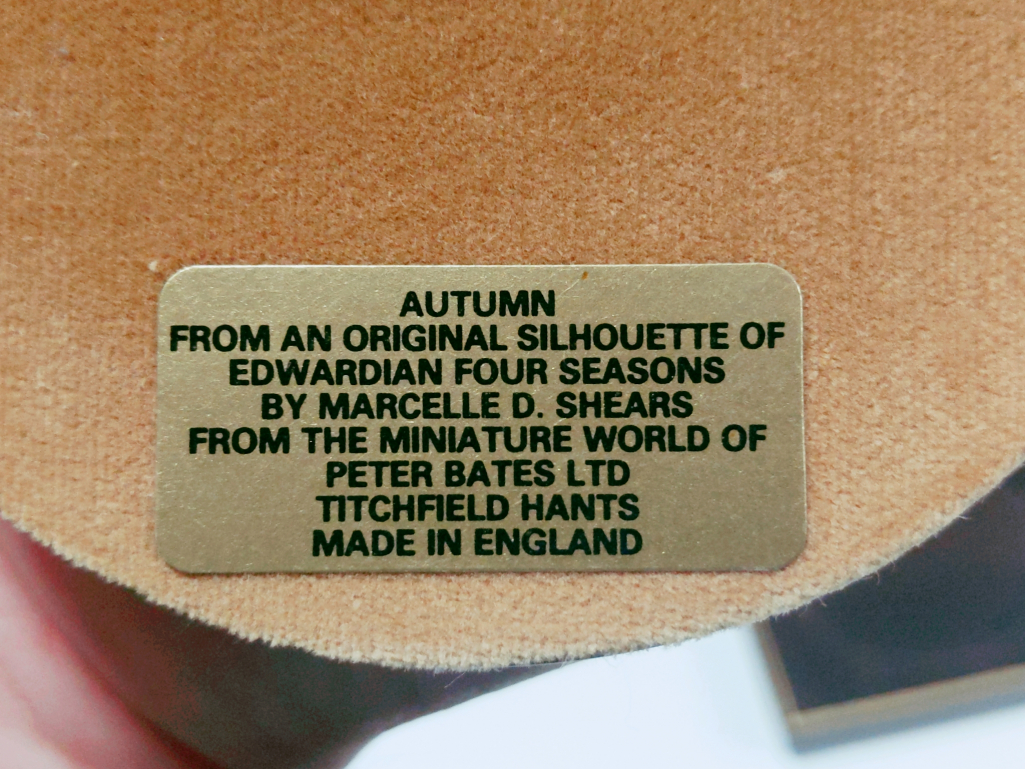 AUTUMN
FROM AN ORIGINAL SILHOUETTE OF
EDWARDIAN FOUR SEASONS
BY MARCELLE D. SHEARS
FROM THE MINIATURE WORLD OF
PETER BATES LTD
TITCHFIELD HANTS
MADE IN ENGLAND